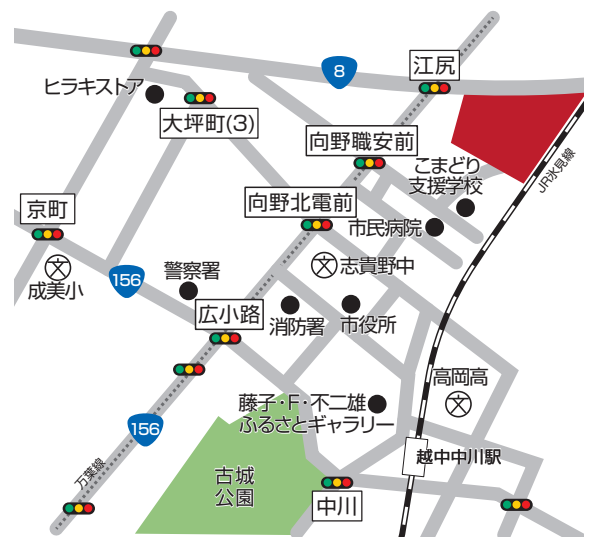 8
江尻
ヒラキストア
大坪町(3)
向野職安前
こまどり
支援学校
JR氷見線
京町
向野北電前
市民病院
文
成美小
156
警察署
文
志貴野中
広小路
消防署
市役所
高岡高
文
藤子・F・不二雄
ふるさとギャラリー
156
万葉線
古城
公園
越中中川駅
中川